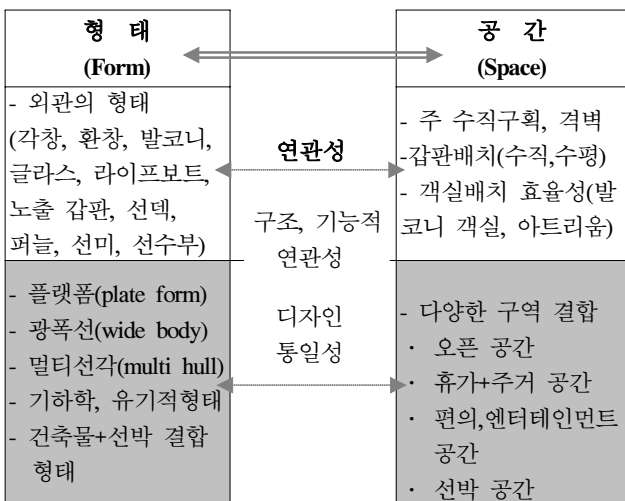 형 태
(Form)
- 외관의 형태
(각창, 환창, 발코니,
글라스, 라이프보트,
노출 갑판, 선덱,
퍼늘, 선미, 선수부)
- 플랫폼(plate form)
- 광폭선(wide body)
- 멀티선각(multi hull)
- 기하학, 유기적형태
- 건축물+선박 결합
형태
연관성
구조, 기능적
연관성
디자인
통일성
공 간
(Space)
- 주 수직구획, 격벽
-갑판배치(수직,수평)
- 객실배치 효율성(발
코니 객실, 아트리움)
- 다양한 구역 결합
· 오픈 공간
· 휴가+주거 공간
· 편의,엔터테인먼트
공간
· 선박 공간